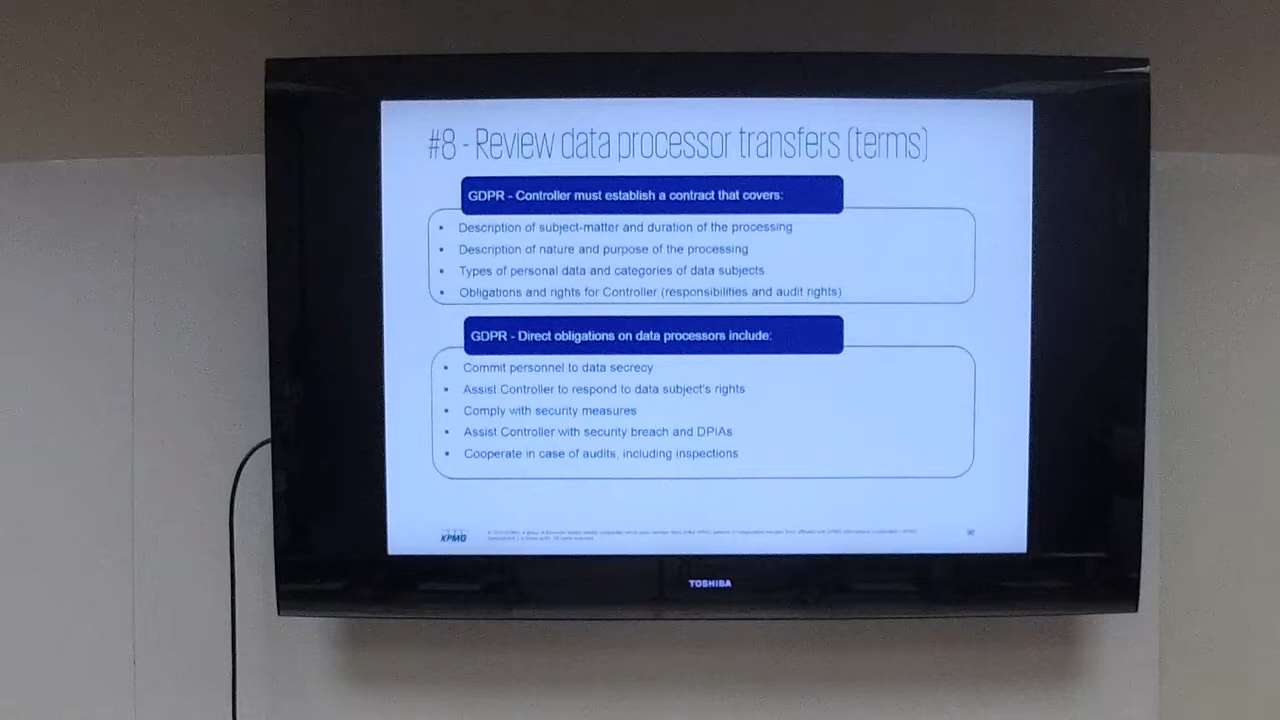 #8 - Review data processor transfers (terms)
GDPR - Controller must establish a contract that covers:
• Description of subject-matter and duration of the processing
• Description of nature and purpose of the processing
• Types of personal data and categories of data subjects
• Obligations and rights for Controller (responsibilities and audit rights)
GDPR - Direct obligations on data processors include:
• Commit personnel to data secrecy
• Assist Controller to respond to data subject's rights
• Comply with security measures
• Assist Controller with security breach and DPIAs
• Cooperate in case of audits, including inspections
KPMG
TOSHIBA